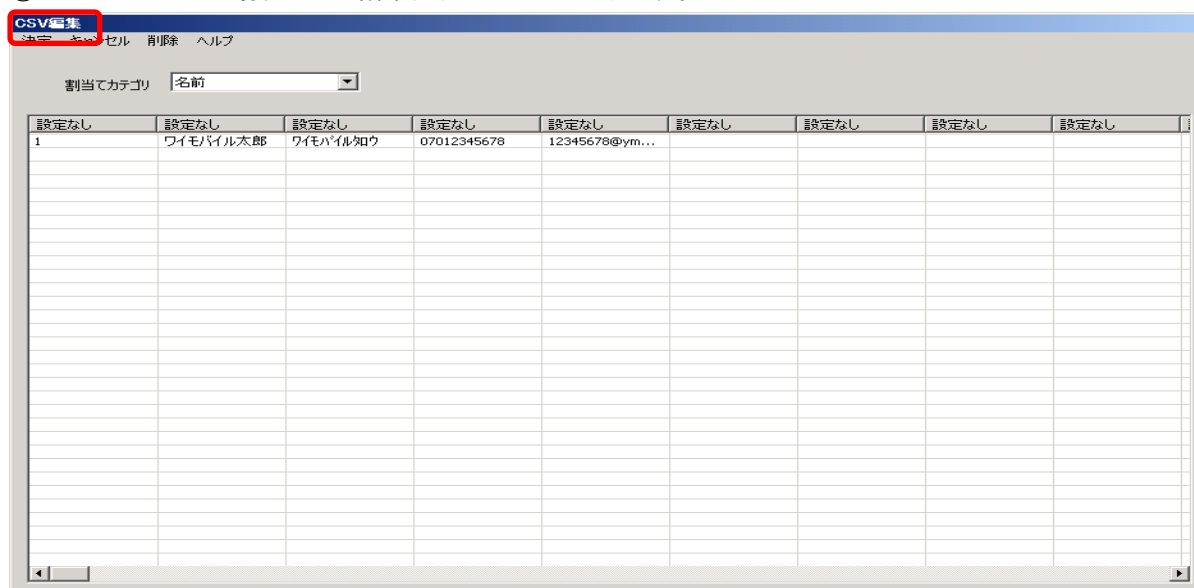 CSV編集
決定 キャンセル 削除 ヘルプ
割当てカテゴリ 名前
設定なし 設定なし 設定なし 設定なし 設定なし 設定なし 設定なし 設定なし 設定なし
1 ワイモバイル太郎 ワイモバイルタロウ 07012345678 12345678@ym...